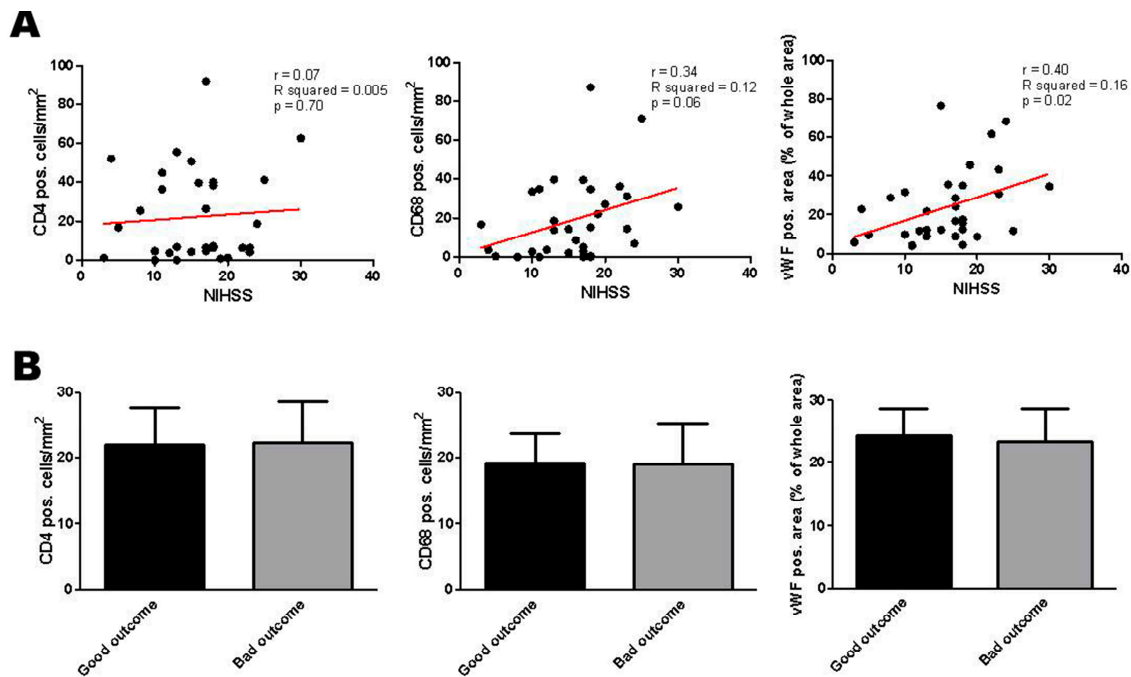 A
CD4 pos. cells/mm²
100
80
60
40
20
0
0 10 20 30 40
NIHSS
r = 0.07
R squared = 0.005
p = 0.70
CD68 pos. cells/mm²
100
80
60
40
20
0
0 10 20 30 40
NIHSS
r = 0.34
R squared = 0.12
p = 0.06
vWF pos. area (% of whole area)
100
80
60
40
20
0
0 10 20 30 40
NIHSS
r = 0.40
R squared = 0.16
p = 0.02
B
CD4 pos. cells/mm²
30
20
10
0
Good outcome
Bad outcome
CD68 pos. cells/mm²
30
20
10
0
Good outcome
Bad outcome
vWF pos. area (% of whole area)
30
20
10
0
Good outcome
Bad outcome